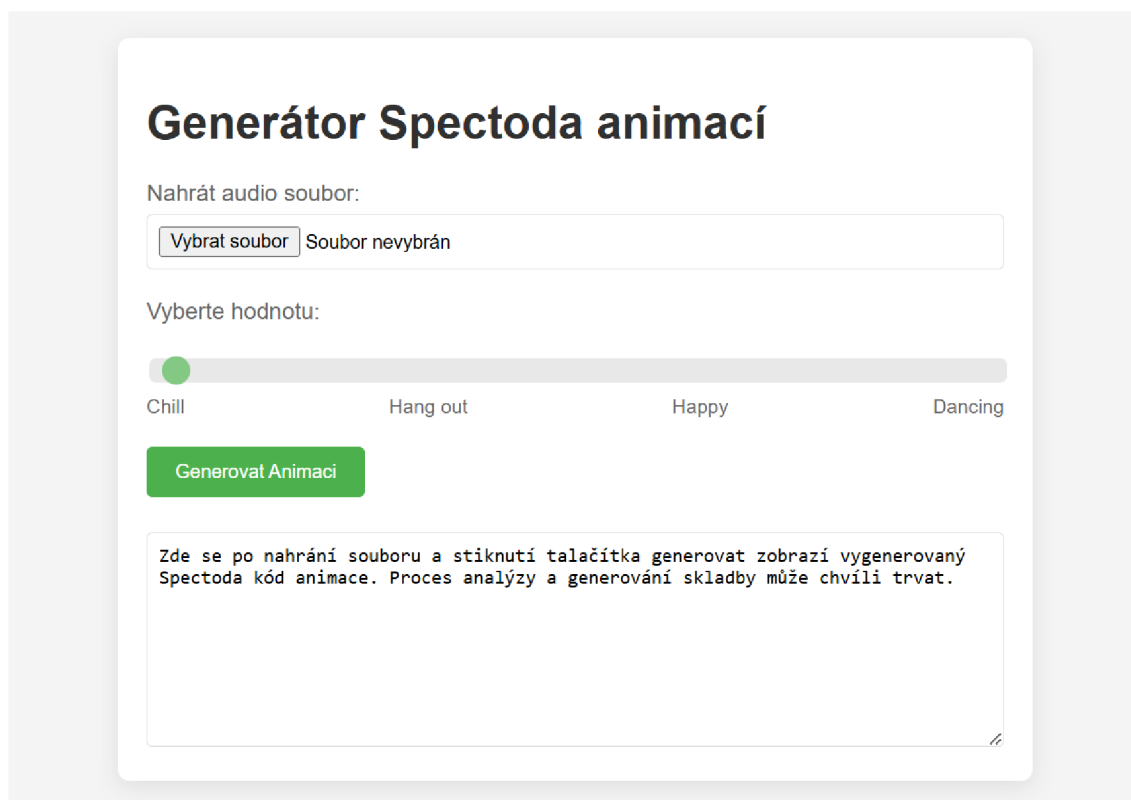 Generátor Spectoda animací
Nahrát audio soubor:
Vybrat soubor Soubor nevybrán
Vyberte hodnotu:
Chill Hang out Happy Dancing
Generovat Animaci
Zde se po nahrání souboru a stiknutí talačítka generovat zobrazí vygenerovaný
Spectoda kód animace. Proces analýzy a generování skladby může chvíli trvat.